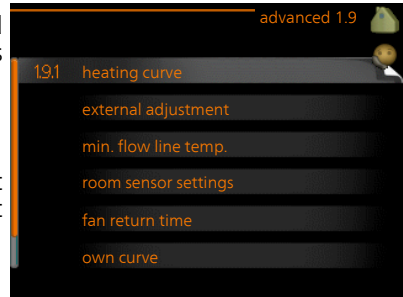 advanced 1.9
1.9.1 heating curve
external adjustment
min. flow line temp.
room sensor settings
fan return time
own curve